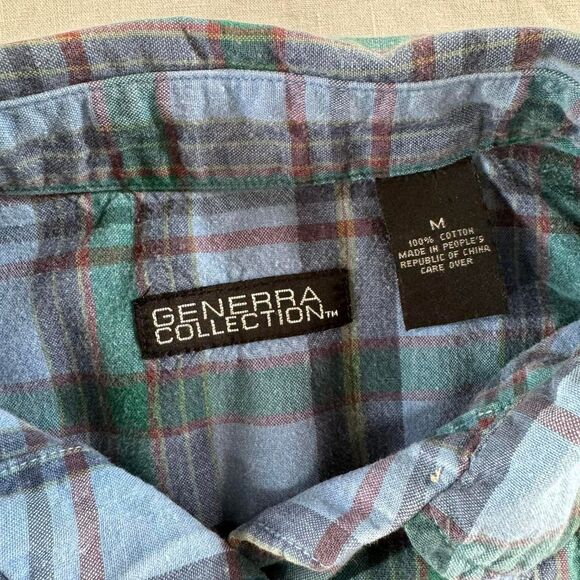 GENERRA
COLLECTION™
M
100% COTTON
MADE IN PEOPLE'S
REPUBLIC OF CHINA
CARE OVER